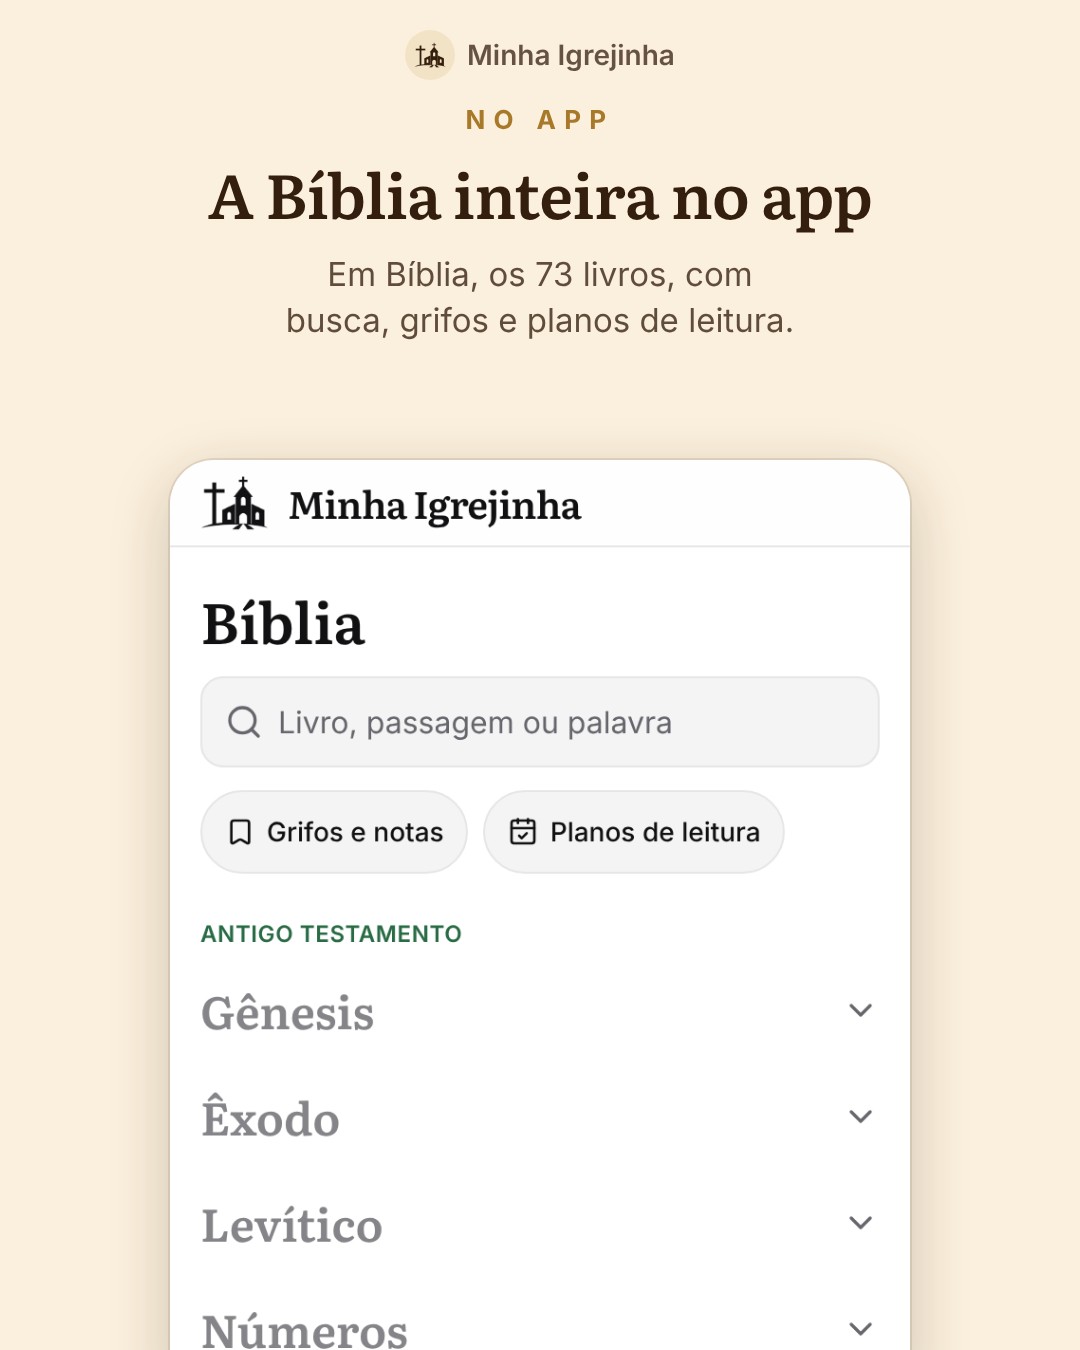 Minha Igrejinha
NO APP
A Bíblia inteira no app
Em Bíblia, os 73 livros, com
busca, grifos e planos de leitura.
Minha Igrejinha
Bíblia
Livro, passagem ou palavra
Grifos e notas
Planos de leitura
ANTIGO TESTAMENTO
Gênesis
Êxodo
Levítico
Números